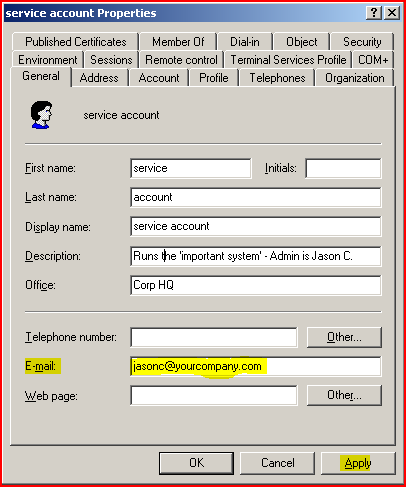 service account Properties
Published Certificates Member Of Dial-in Object Security
Environment Sessions Remote control Terminal Services Profile COM+
General Address Account Profile Telephones Organization
service account
First name: service Initials:
Last name: account
Display name: service account
Description: Runs the 'important system' - Admin is Jason C.
Office: Corp HQ
Telephone number: Other...
E-mail: jasonc@yourcompany.com
Web page: Other...
OK Cancel Apply